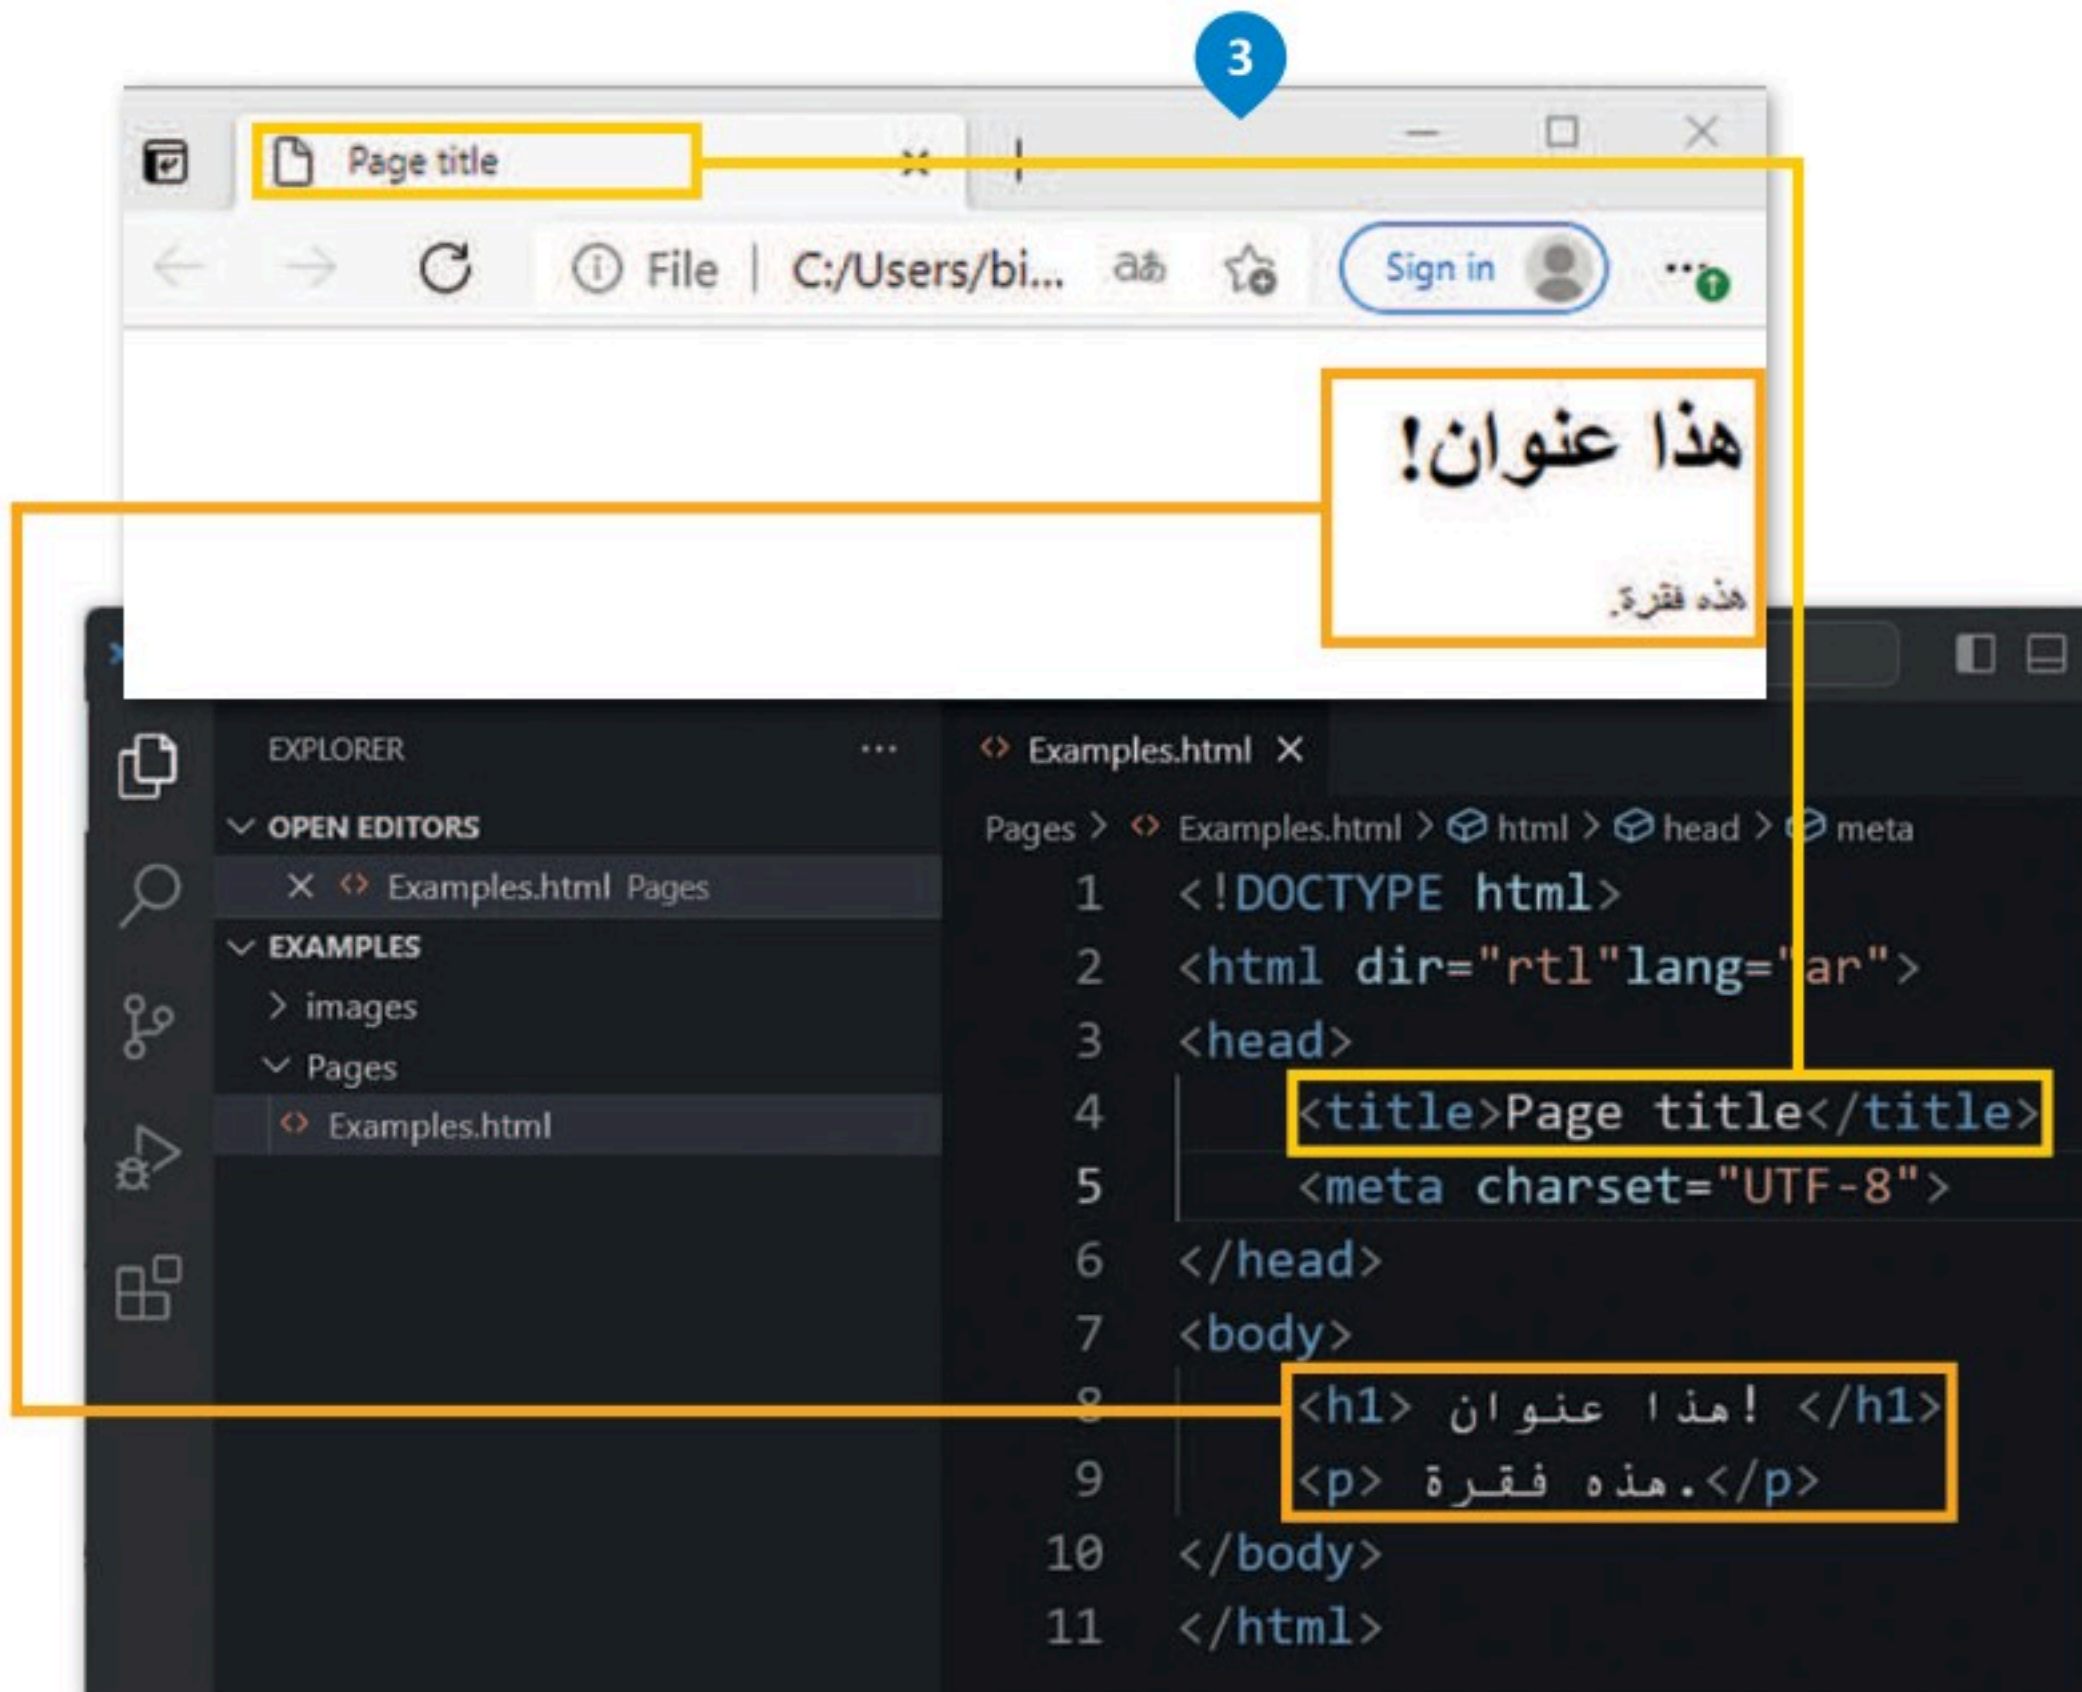 3
Page title
File | C:/Users/bi... aあ Sign in
هذا عنوان!
هذه فقرة.
EXPLORER ...
Examples.html
OPEN EDITORS
Examples.html Pages
EXAMPLES
images
Pages
Examples.html
Pages > Examples.html > html > head > meta
1 <!DOCTYPE html>
2 <html dir="rtl"lang="ar">
3 <head>
4 <title>Page title</title>
5 <meta charset="UTF-8">
6 </head>
7 <body>
8 <h1> هذا عنوان! </h1>
9 <p> هذه فقرة.</p>
10 </body>
11 </html>